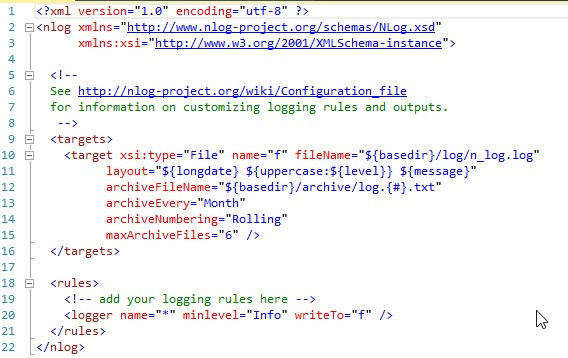 1 <?xml version="1.0" encoding="utf-8" ?>
2 <nlog xmlns="http://www.nlog-project.org/schemas/NLog.xsd"
3 xmlns:xsi="http://www.w3.org/2001/XMLSchema-instance">
4
5 <!--
6 See http://nlog-project.org/wiki/Configuration_file
7 for information on customizing logging rules and outputs.
8 -->
9 <targets>
10 <target xsi:type="File" name="f" fileName="${basedir}/log/n_log.log"
11 layout="${longdate} ${uppercase:${level}} ${message}"
12 archiveFileName="${basedir}/archive/log.{#}.txt"
13 archiveEvery="Month"
14 archiveNumbering="Rolling"
15 maxArchiveFiles="6" />
16 </targets>
17
18 <rules>
19 <!-- add your logging rules here -->
20 <logger name="*" minlevel="Info" writeTo="f" />
21 </rules>
22 </nlog>